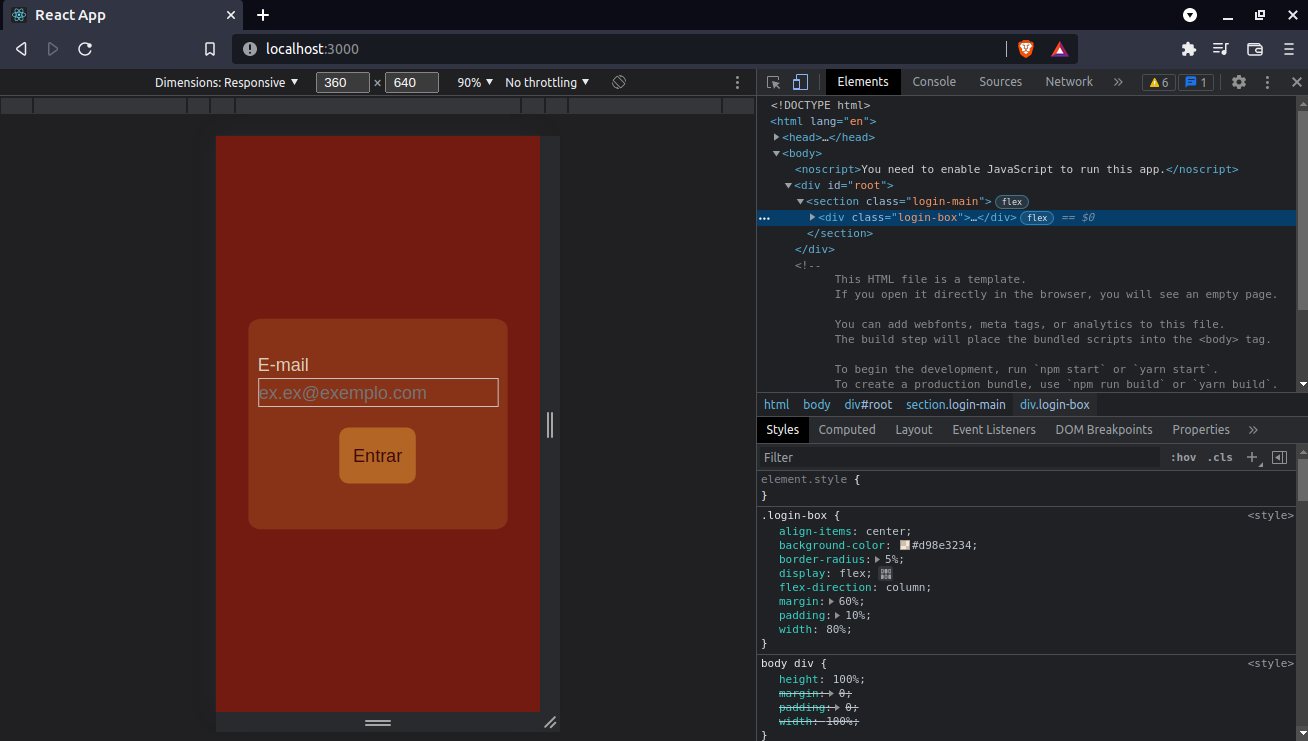 React App
localhost:3000
Dimensions: Responsive 360 × 640 90% No throttling
E-mail
ex.ex@exemplo.com
Entrar
Elements Console Sources Network » 6 1
<!DOCTYPE html>
<html lang="en">
<head>…</head>
<body>
<noscript>You need to enable JavaScript to run this app.</noscript>
<div id="root">
<section class="login-main"> flex
… <div class="login-box">…</div> flex == $0
</section>
</div>
<!--
This HTML file is a template.
If you open it directly in the browser, you will see an empty page.
You can add webfonts, meta tags, or analytics to this file.
The build step will place the bundled scripts into the <body> tag.
To begin the development, run `npm start` or `yarn start`.
To create a production bundle, use `npm run build` or `yarn build`.
html body div#root section.login-main div.login-box
Styles Computed Layout Event Listeners DOM Breakpoints Properties »
Filter :hov .cls +
element.style {
}
.login-box { <style>
align-items: center;
background-color: #d98e3234;
border-radius: 5%;
display: flex;
flex-direction: column;
margin: 60%;
padding: 10%;
width: 80%;
}
body div { <style>
height: 100%;
margin: 0;
padding: 0;
width: 100%;
}